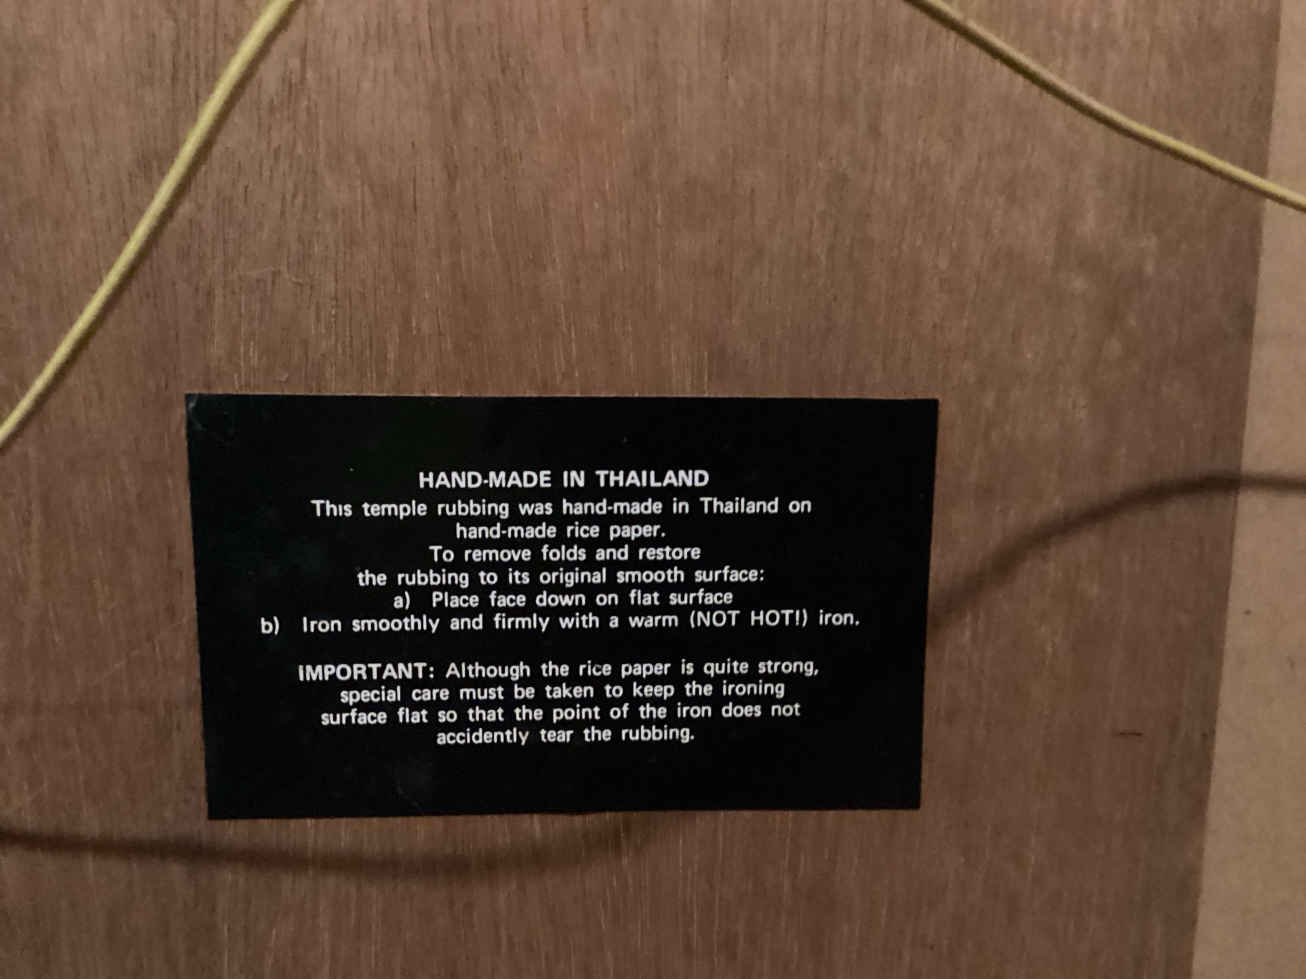 HAND-MADE IN THAILAND
This temple rubbing was hand-made in Thailand on
hand-made rice paper.
To remove folds and restore
the rubbing to its original smooth surface:
a) Place face down on flat surface
b) Iron smoothly and firmly with a warm (NOT HOT!) iron.
IMPORTANT: Although the rice paper is quite strong,
special care must be taken to keep the ironing
surface flat so that the point of the iron does not
accidently tear the rubbing.